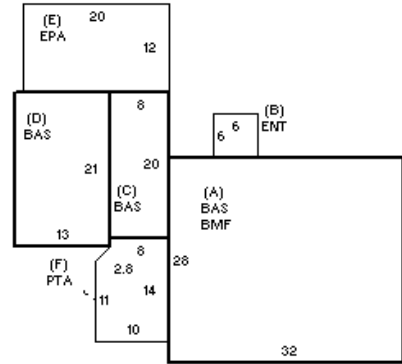 (E)
EPA
20
12
(D)
BAS
21
13
8
20
(C)
BAS
6
6
(B)
ENT
(A)
BAS
BMF
28
32
(F)
PTA
8
2.8
14
11
10